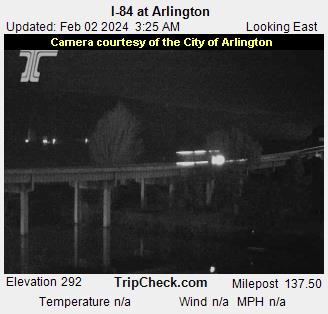 I-84 at Arlington
Updated: Feb 02 2024 3:25 AM Looking East
Camera courtesy of the City of Arlington
Elevation 292 TripCheck.com Milepost 137.50
Temperature n/a Wind n/a MPH n/a